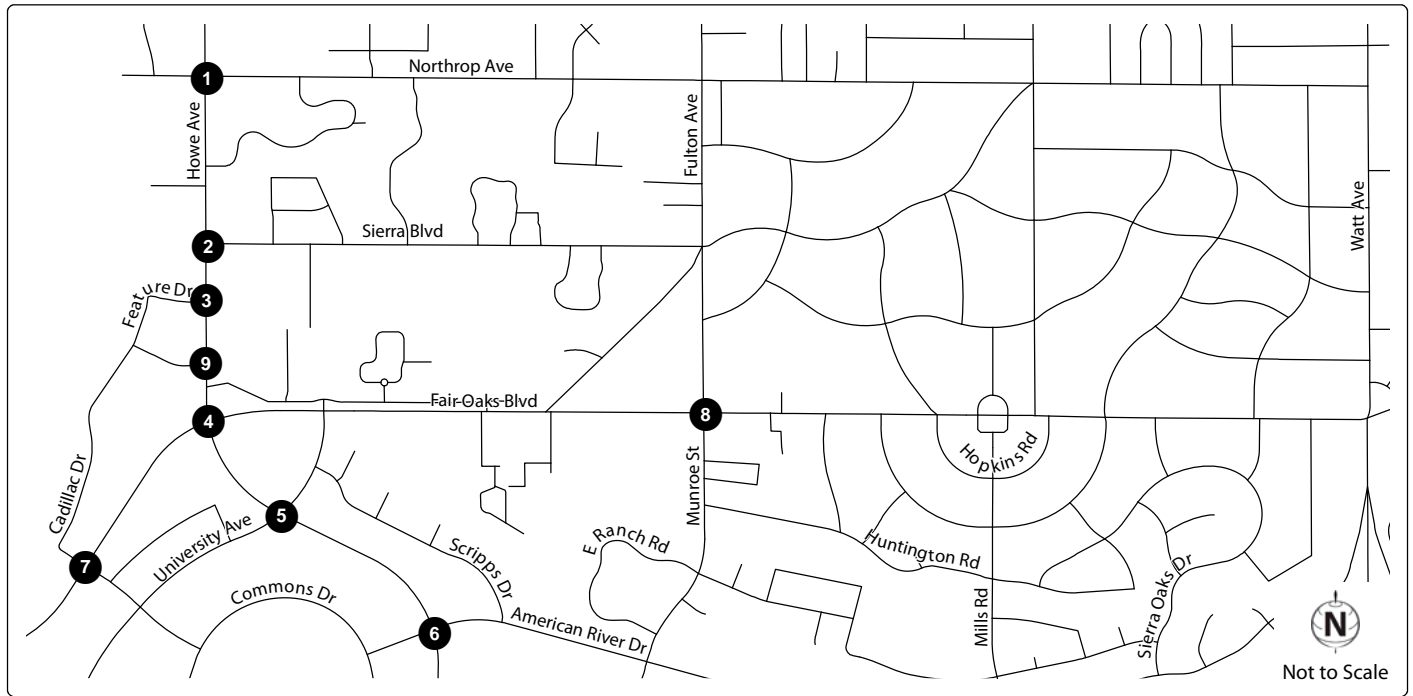 Northrop Ave
1
Howe Ave
Fulton Ave
Watt Ave
Sierra Blvd
2
Feature Dr
3
9
Fair Oaks Blvd
4
8
Hopkins Rd
Cadillac Dr
Munroe St
5
University Ave
E Ranch Rd
Huntington Rd
Scripps Dr
7
Commons Dr
Sierra Oaks Dr
Mills Rd
American River Dr
6
N
Not to Scale